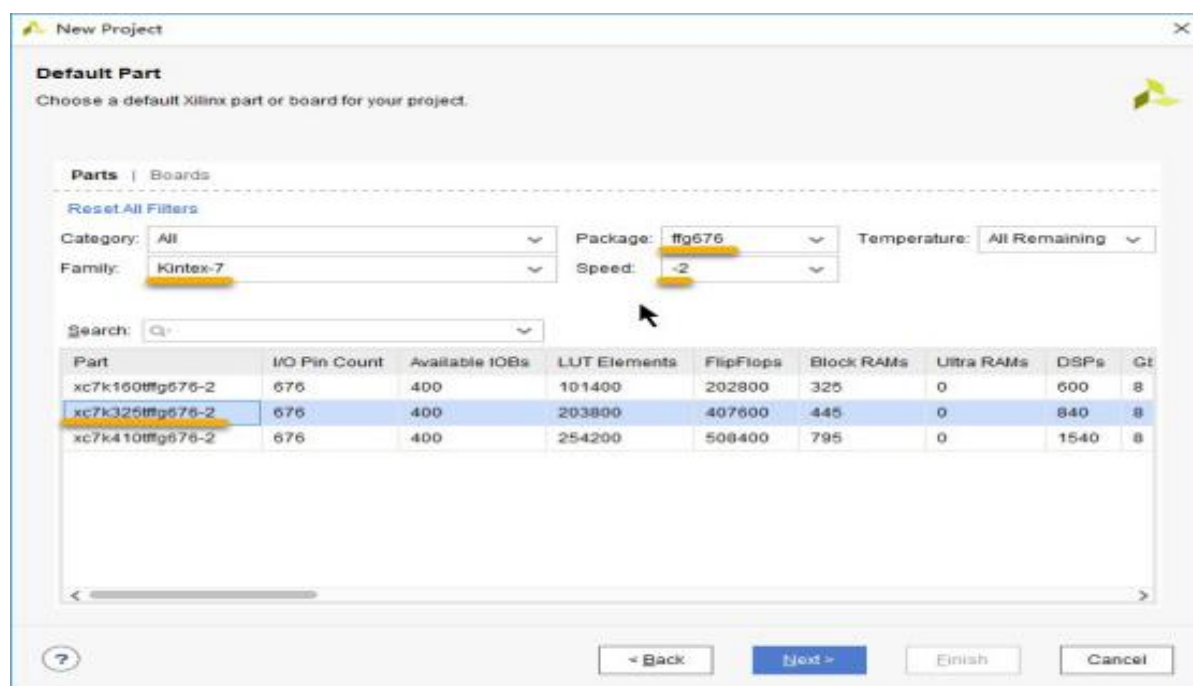 New Project
Default Part
Choose a default Xilinx part or board for your project.
Parts | Boards
Reset All Filters
Category: All Package: ffg676 Temperature: All Remaining
Family: Kintex-7 Speed: -2
Search: Q-
Part I/O Pin Count Available IOBs LUT Elements FlipFlops Block RAMs Ultra RAMs DSPs Gt
xc7k160tffg676-2 676 400 101400 202800 325 0 600 8
xc7k325tffg676-2 676 400 203800 407600 445 0 840 8
xc7k410tffg676-2 676 400 254200 508400 795 0 1540 8
? < Back Next > Finish Cancel